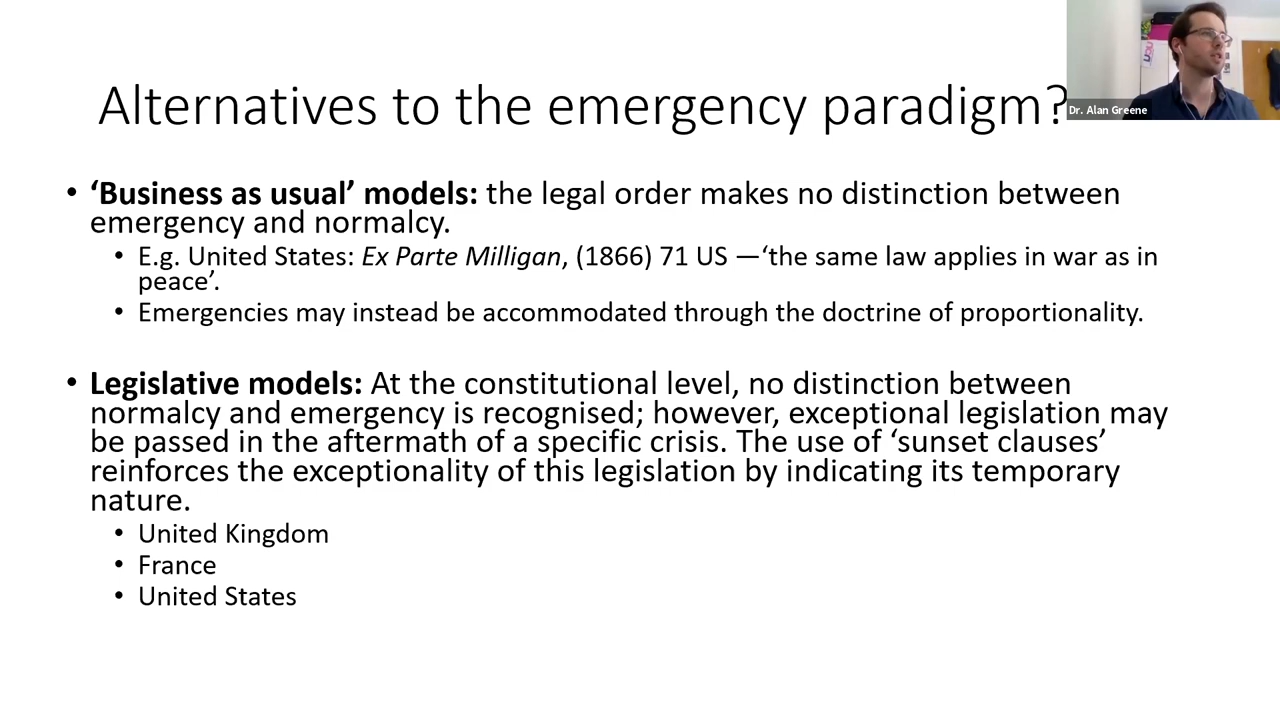 Alternatives to the emergency paradigm?
Dr. Alan Greene
• ‘Business as usual’ models: the legal order makes no distinction between
emergency and normalcy.
• E.g. United States: Ex Parte Milligan, (1866) 71 US —‘the same law applies in war as in
peace’.
• Emergencies may instead be accommodated through the doctrine of proportionality.
• Legislative models: At the constitutional level, no distinction between
normalcy and emergency is recognised; however, exceptional legislation may
be passed in the aftermath of a specific crisis. The use of ‘sunset clauses’
reinforces the exceptionality of this legislation by indicating its temporary
nature.
• United Kingdom
• France
• United States